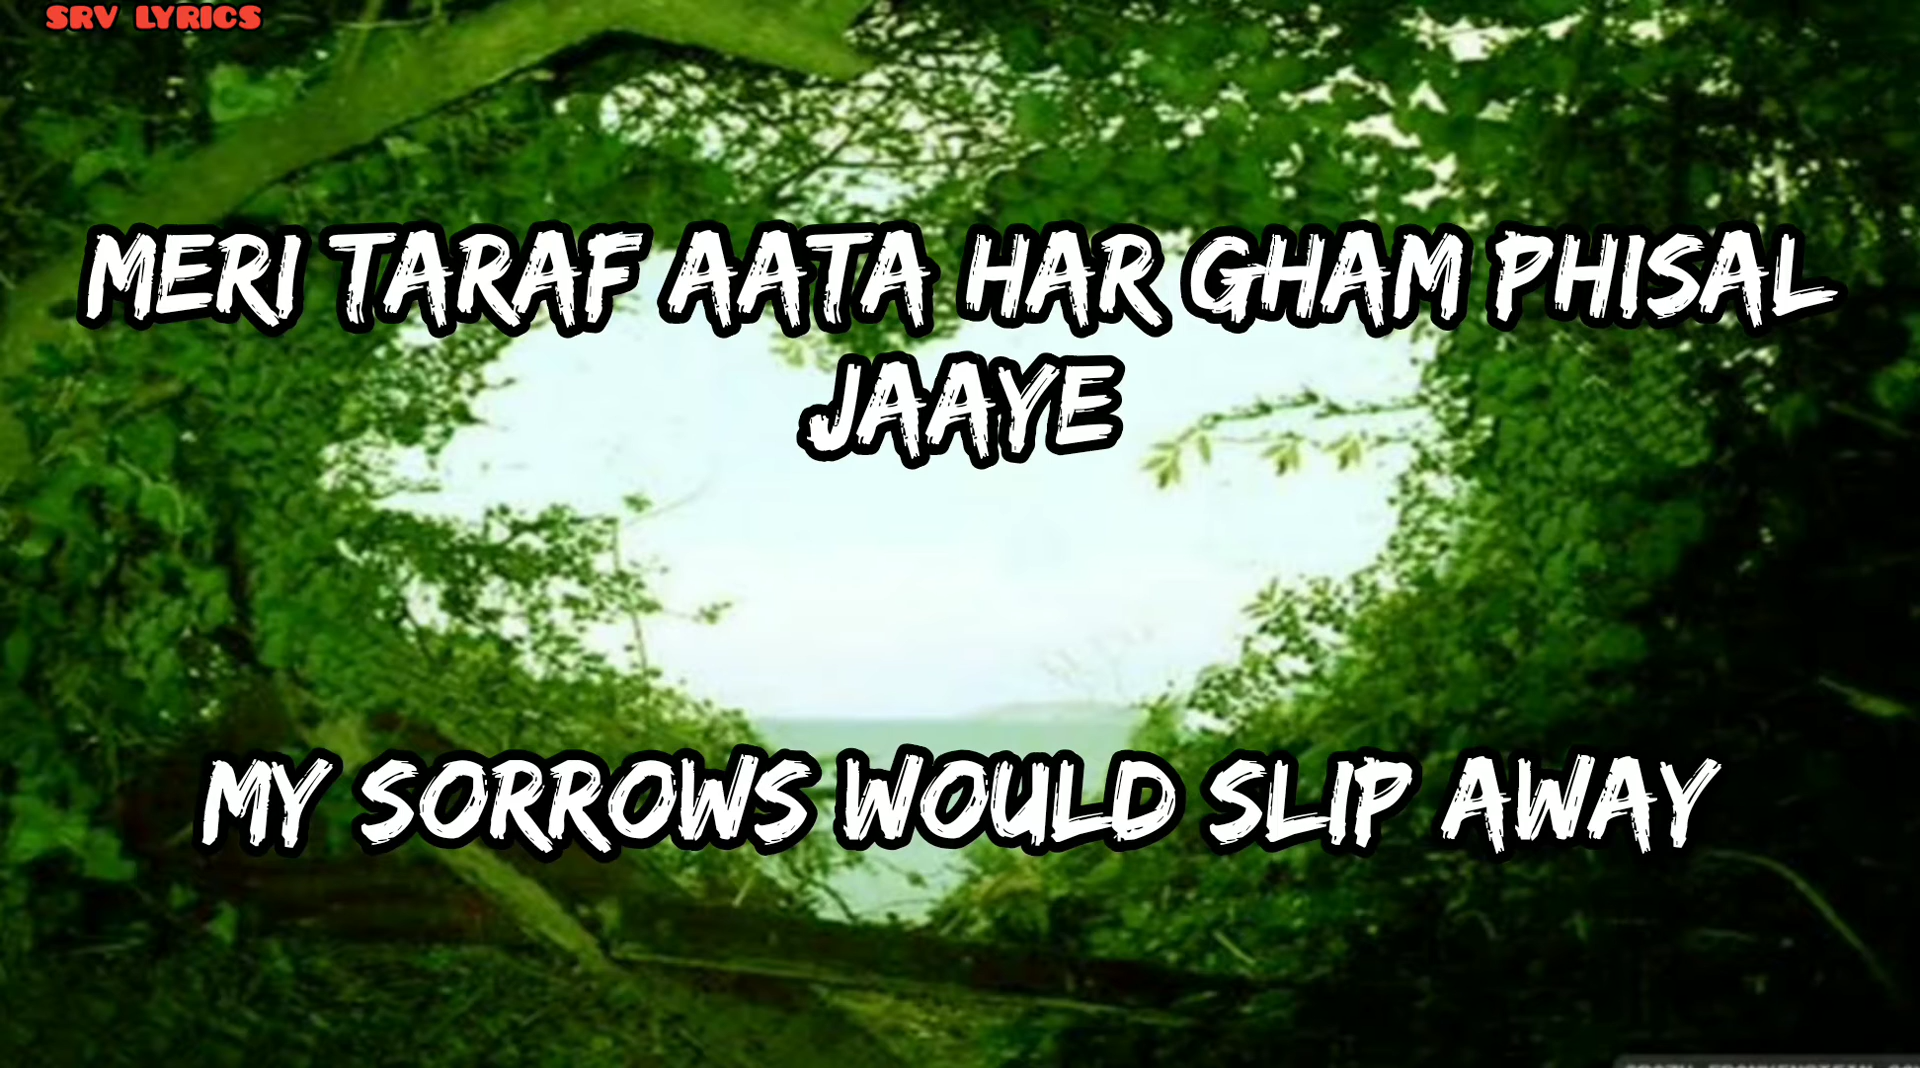 SRV LYRICS
MERI TARAF AATA HAR GHAM PHISAL
JAAYE
MY SORROWS WOULD SLIP AWAY